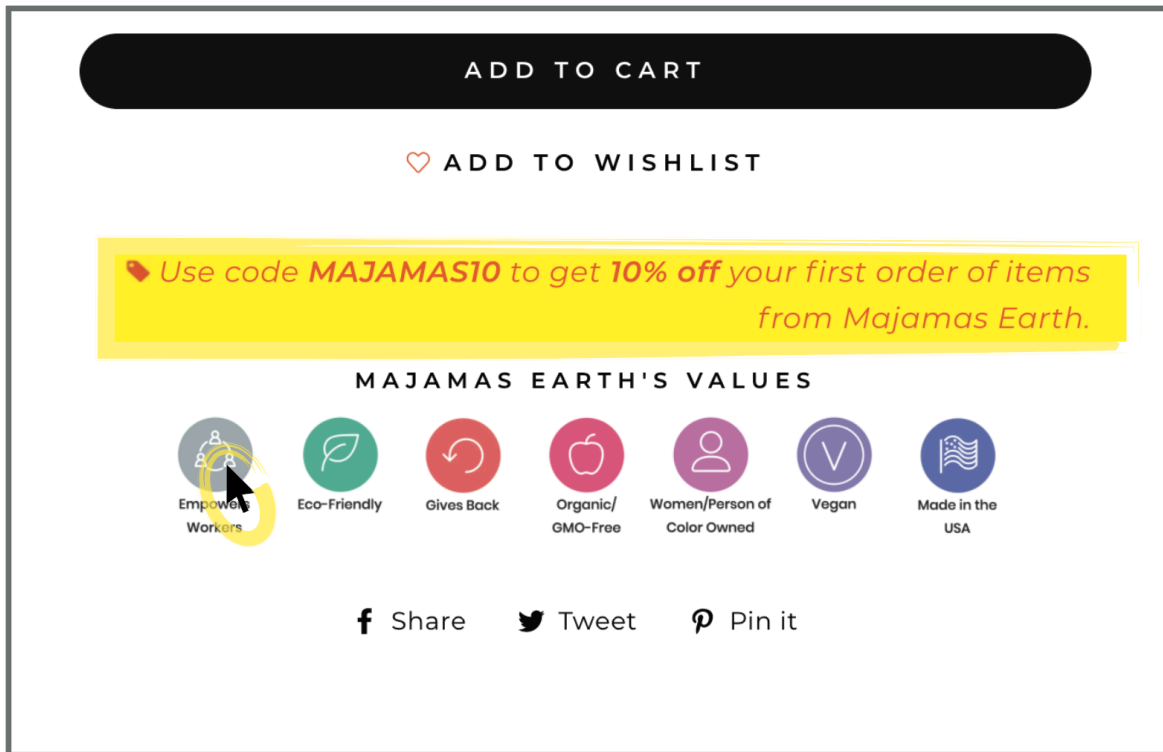 ADD TO CART
ADD TO WISHLIST
Use code MAJAMAS10 to get 10% off your first order of items
from Majamas Earth.
MAJAMAS EARTH'S VALUES
Empowers Eco-Friendly Gives Back Organic/ Women/Person of Vegan Made in the
Workers GMO-Free Color Owned USA
Share Tweet Pin it